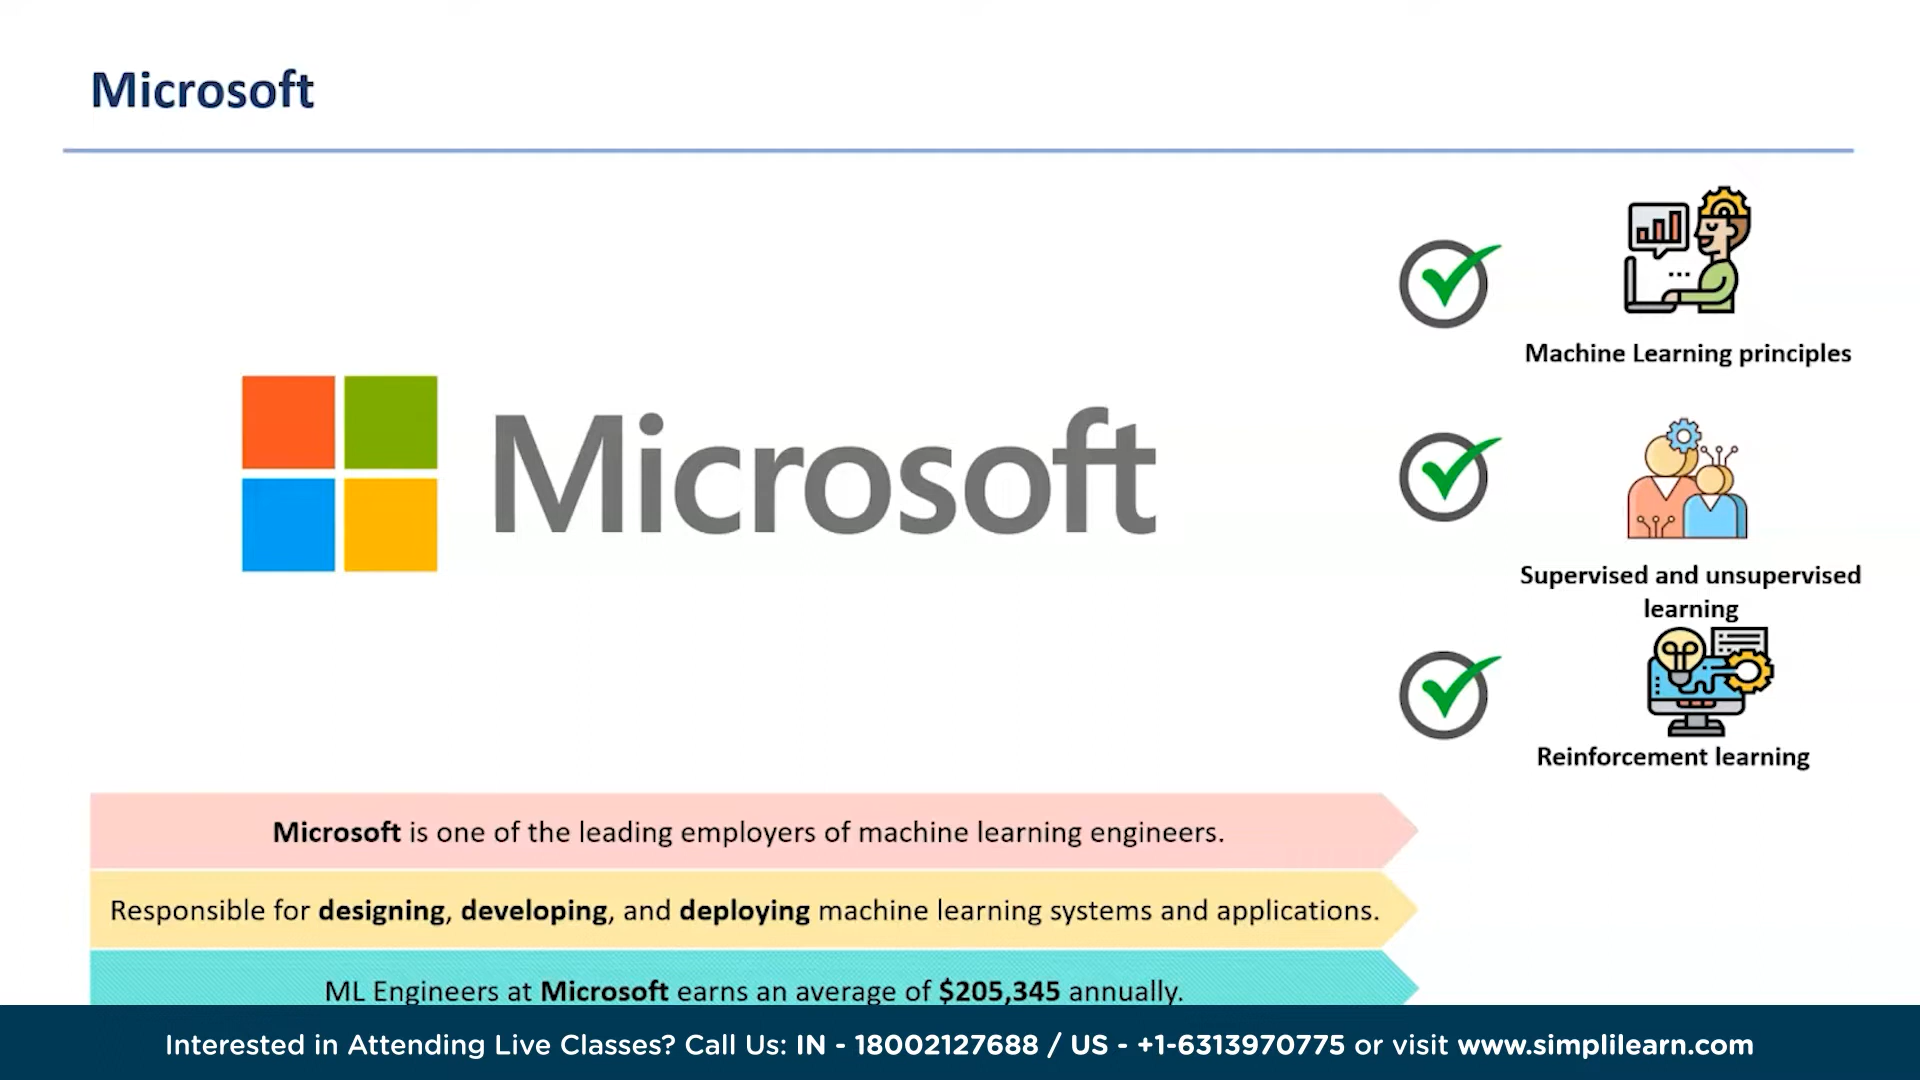 Microsoft
Microsoft
Machine Learning principles
Supervised and unsupervised
learning
Reinforcement learning
Microsoft is one of the leading employers of machine learning engineers.
Responsible for designing, developing, and deploying machine learning systems and applications.
ML Engineers at Microsoft earns an average of $205,345 annually.
Interested in Attending Live Classes? Call Us: IN - 18002127688 / US - +1-6313970775 or visit www.simplilearn.com